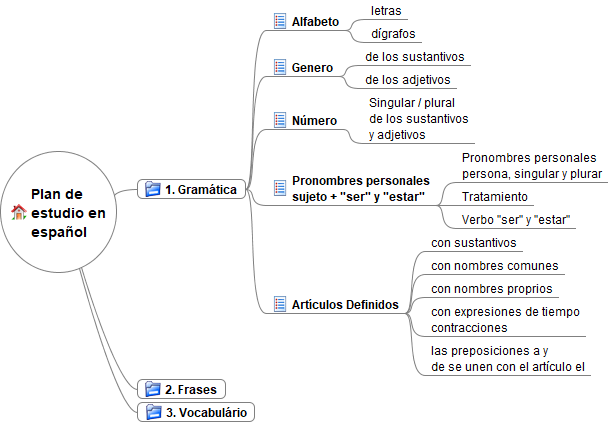 Plan de
estudio en
español
1. Gramática
Alfabeto
letras
dígrafos
Genero
de los sustantivos
de los adjetivos
Número
Singular / plural
de los sustantivos
y adjetivos
Pronombres personales
sujeto + "ser" y "estar"
Pronombres personales
persona, singular y plurar
Tratamiento
Verbo "ser" y "estar"
Artículos Definidos
con sustantivos
con nombres comunes
con nombres proprios
con expresiones de tiempo
contracciones
las preposiciones a y
de se unen con el artículo el
2. Frases
3. Vocabulário